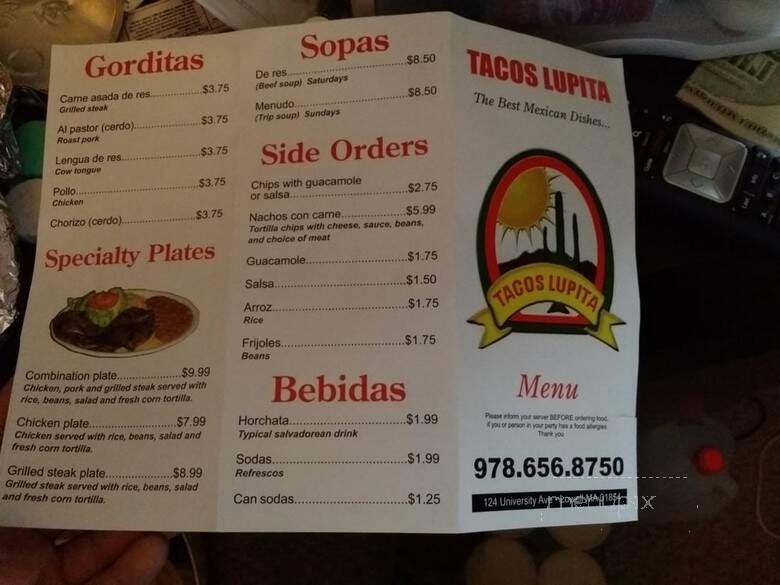 Gorditas
Carne asada de res..................$3.75
Grilled steak
Al pastor (cerdo).......................$3.75
Roast pork
Lengua de res..........................$3.75
Cow tongue
Pollo..........................................$3.75
Chicken
Chorizo (cerdo).........................$3.75
Specialty Plates
Combination plate......................$9.99
Chicken, pork and grilled steak served with
rice, beans, salad and fresh corn tortilla.
Chicken plate.............................$7.99
Chicken served with rice, beans, salad and
fresh corn tortilla.
Grilled steak plate.......................$8.99
Grilled steak served with rice, beans, salad
and fresh corn tortilla.
Sopas
De res........................................$8.50
(Beef soup) Saturdays
Menudo......................................$8.50
(Trip soup) Sundays
Side Orders
Chips with guacamole
or salsa.......................................$2.75
Nachos con carne......................$5.99
Tortilla chips with cheese, sauce, beans,
and choice of meat
Guacamole.................................$1.75
Salsa...........................................$1.50
Arroz...........................................$1.75
Rice
Frijoles........................................$1.75
Beans
Bebidas
Horchata.....................................$1.99
Typical salvadorean drink
Sodas..........................................$1.99
Refrescos
Can sodas...................................$1.25
TACOS LUPITA
The Best Mexican Dishes...
TACOS LUPITA
Menu
Please inform your server BEFORE ordering food,
if you or person in your party has a food allergies
Thank you
978.656.8750
124 University Ave • Lowell MA 01854
menupix